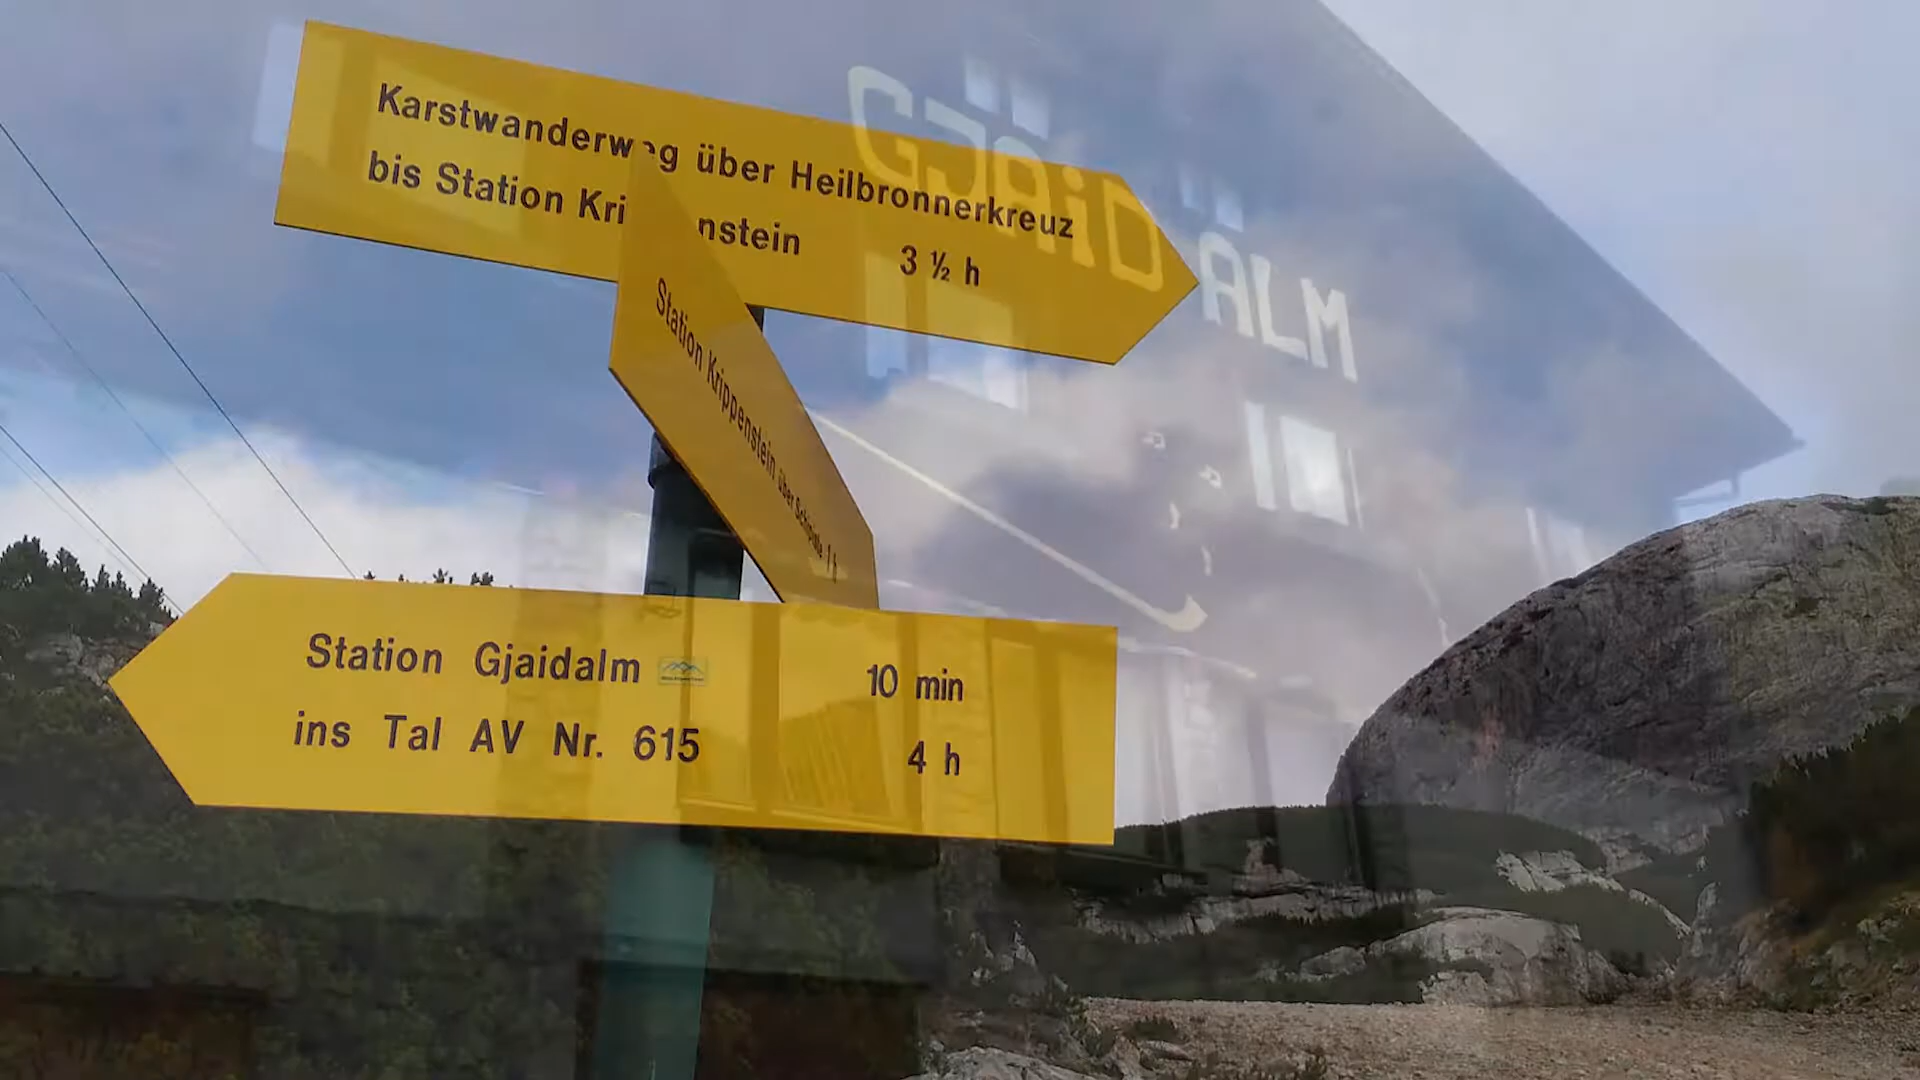 Karstwanderweg über Heilbronnerkreuz
bis Station Kri nstein 3 ½ h
GJAiD
ALM
Station Krippenstein über 1 h
Station Gjaidalm 10 min
ins Tal AV Nr. 615 4 h